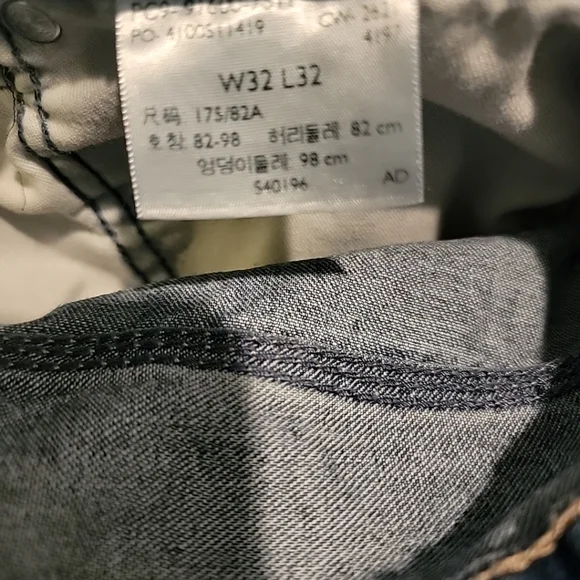 PO. 4100511419
W32 L32
尺码 175/82A
호칭: 82-98 허리둘레 82 cm
엉덩이둘레 98 cm
S40196 AD